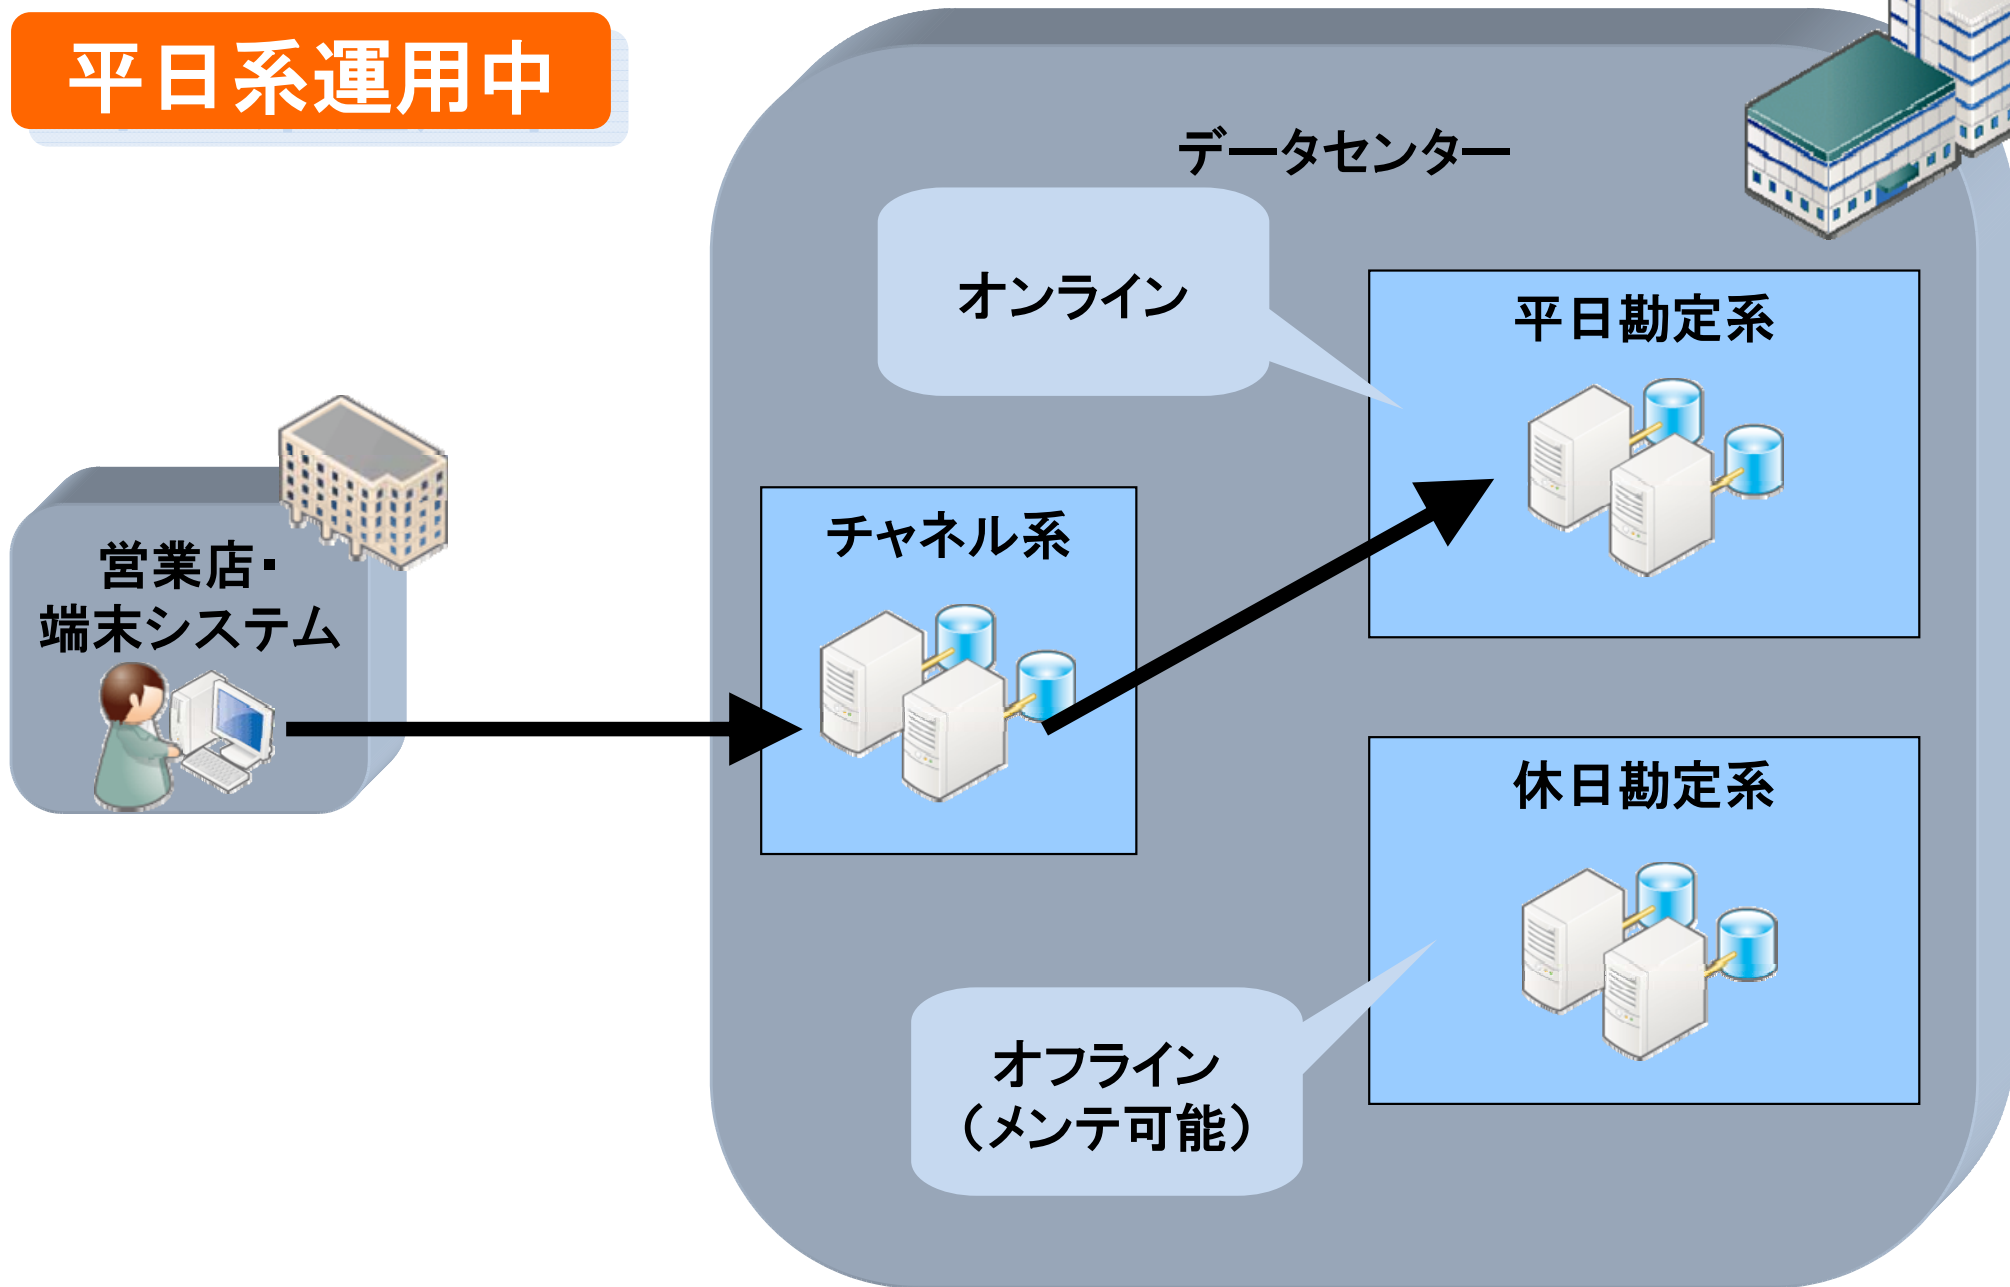 平日系運用中
データセンター
オンライン
平日勘定系
営業店・
端末システム
チャネル系
休日勘定系
オフライン
（メンテ可能）